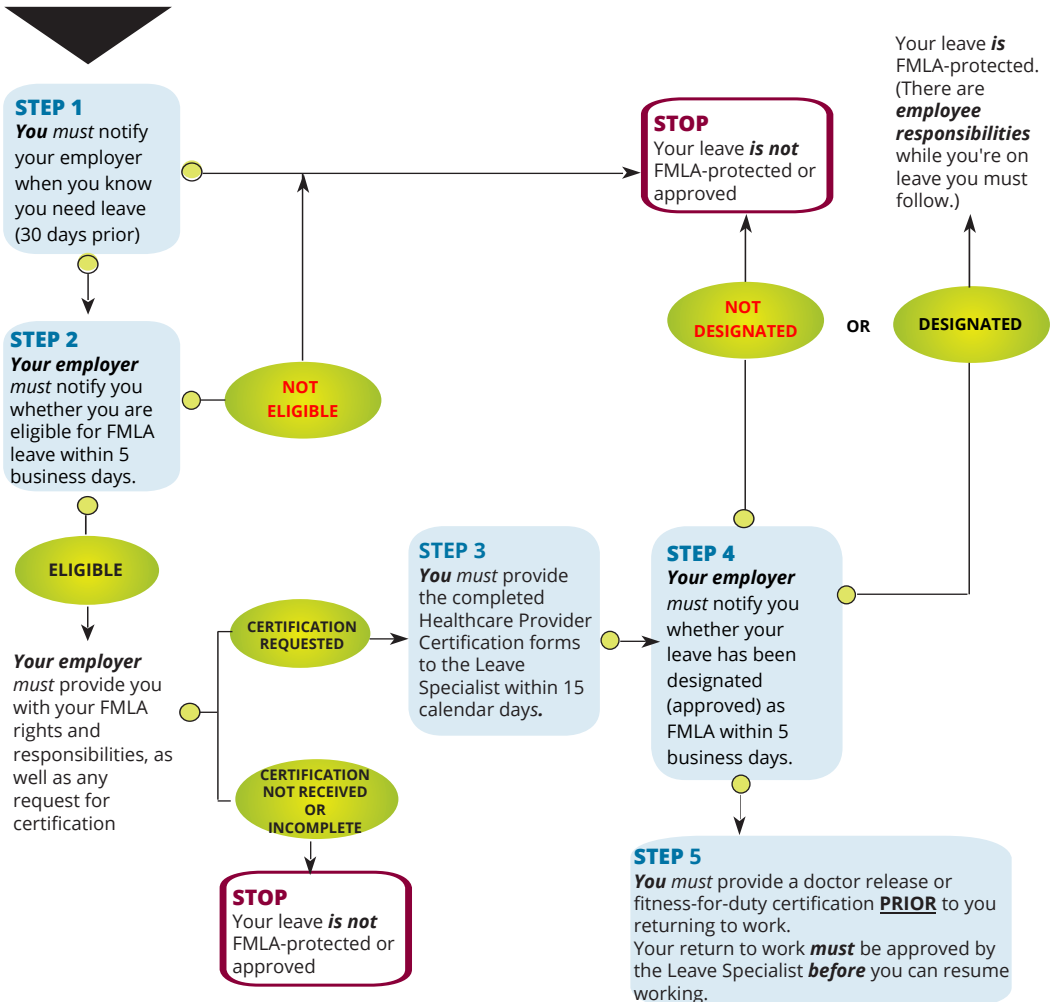 STEP 1
You must notify
your employer
when you know
you need leave
(30 days prior)
STEP 2
Your employer
must notify you
whether you are
eligible for FMLA
leave within 5
business days.
NOT
ELIGIBLE
ELIGIBLE
Your employer
must provide you
with your FMLA
rights and
responsibilities, as
well as any
request for
certification
CERTIFICATION
REQUESTED
CERTIFICATION
NOT RECEIVED
OR
INCOMPLETE
STOP
Your leave is not
FMLA-protected or
approved
STEP 3
You must provide
the completed
Healthcare Provider
Certification forms
to the Leave
Specialist within 15
calendar days.
STEP 4
Your employer
must notify you
whether your
leave has been
designated
(approved) as
FMLA within 5
business days.
NOT
DESIGNATED
OR
DESIGNATED
STOP
Your leave is not
FMLA-protected or
approved
Your leave is
FMLA-protected.
(There are
employee
responsibilities
while you're on
leave you must
follow.)
STEP 5
You must provide a doctor release or
fitness-for-duty certification PRIOR to you
returning to work.
Your return to work must be approved by
the Leave Specialist before you can resume
working.